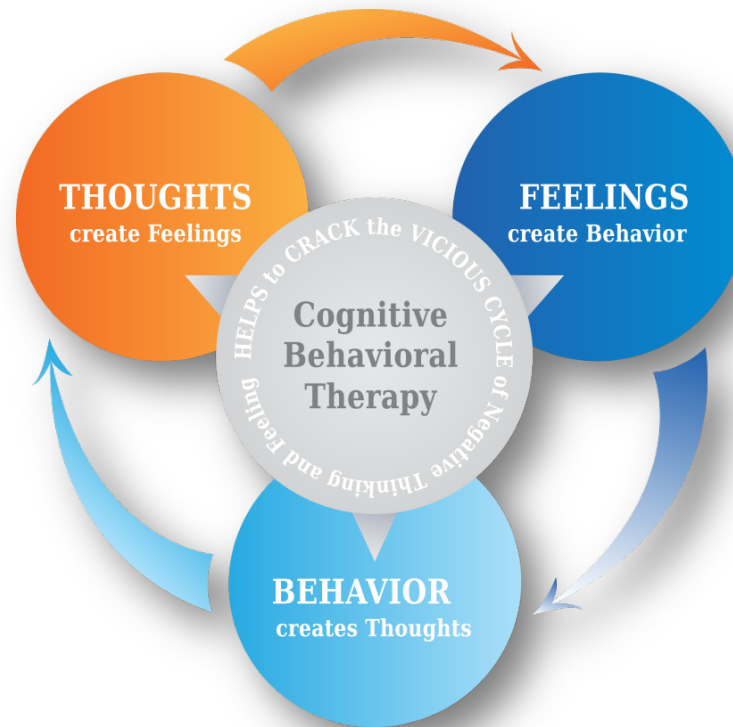 THOUGHTS
create Feelings
FEELINGS
create Behavior
HELPS to CRACK the VICIOUS CYCLE of Negative Thinking and Feeling
Cognitive
Behavioral
Therapy
BEHAVIOR
creates Thoughts